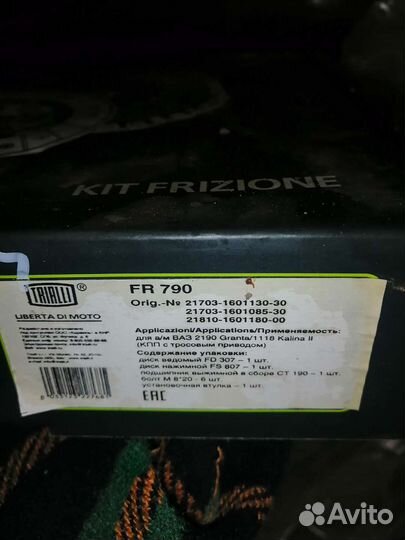 KIT FRIZIONE
TRIALLI®
LIBERTA DI MOTO
FR 790
Orig.-№ 21703-1601130-30
21703-1601085-30
21810-1601180-00
Applicazioni/Applications/Применяемость:
для а/м ВАЗ 2190 Granta/1118 Kalina II
(КПП с тросовым приводом)
Содержание упаковки:
диск ведомый FD 307 – 1 шт.
диск нажимной FS 807 – 1 шт.
подшипник выжимной в сборе CT 190 – 1 шт.
болт М 8*20 - 6 шт.
установочная втулка – 1 шт.
Разработано и изготовлено
Avito